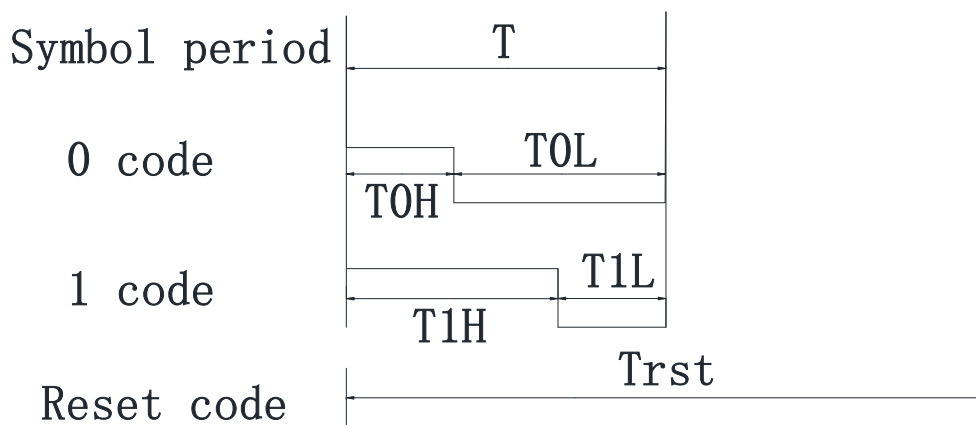 Symbol period
T
0 code
T0L
T0H
1 code
T1L
T1H
Trst
Reset code